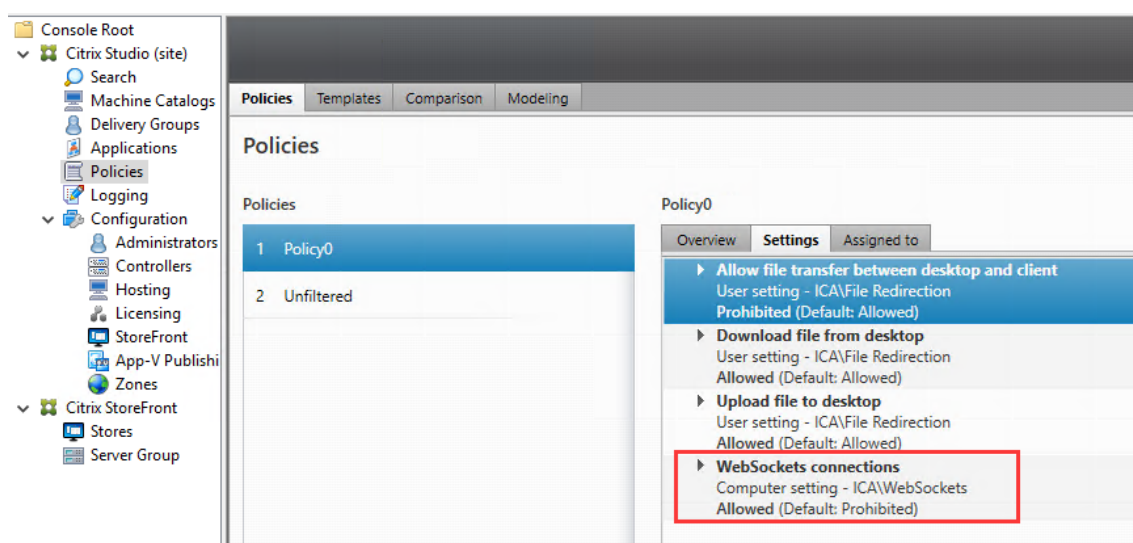 Console Root
Citrix Studio (site)
Search
Machine Catalogs
Delivery Groups
Applications
Policies
Logging
Configuration
Administrators
Controllers
Hosting
Licensing
StoreFront
App-V Publishi
Zones
Citrix StoreFront
Stores
Server Group
Policies Templates Comparison Modeling
Policies
Policies
1 Policy0
2 Unfiltered
Policy0
Overview Settings Assigned to
Allow file transfer between desktop and client
User setting - ICA\File Redirection
Prohibited (Default: Allowed)
Download file from desktop
User setting - ICA\File Redirection
Allowed (Default: Allowed)
Upload file to desktop
User setting - ICA\File Redirection
Allowed (Default: Allowed)
WebSockets connections
Computer setting - ICA\WebSockets
Allowed (Default: Prohibited)